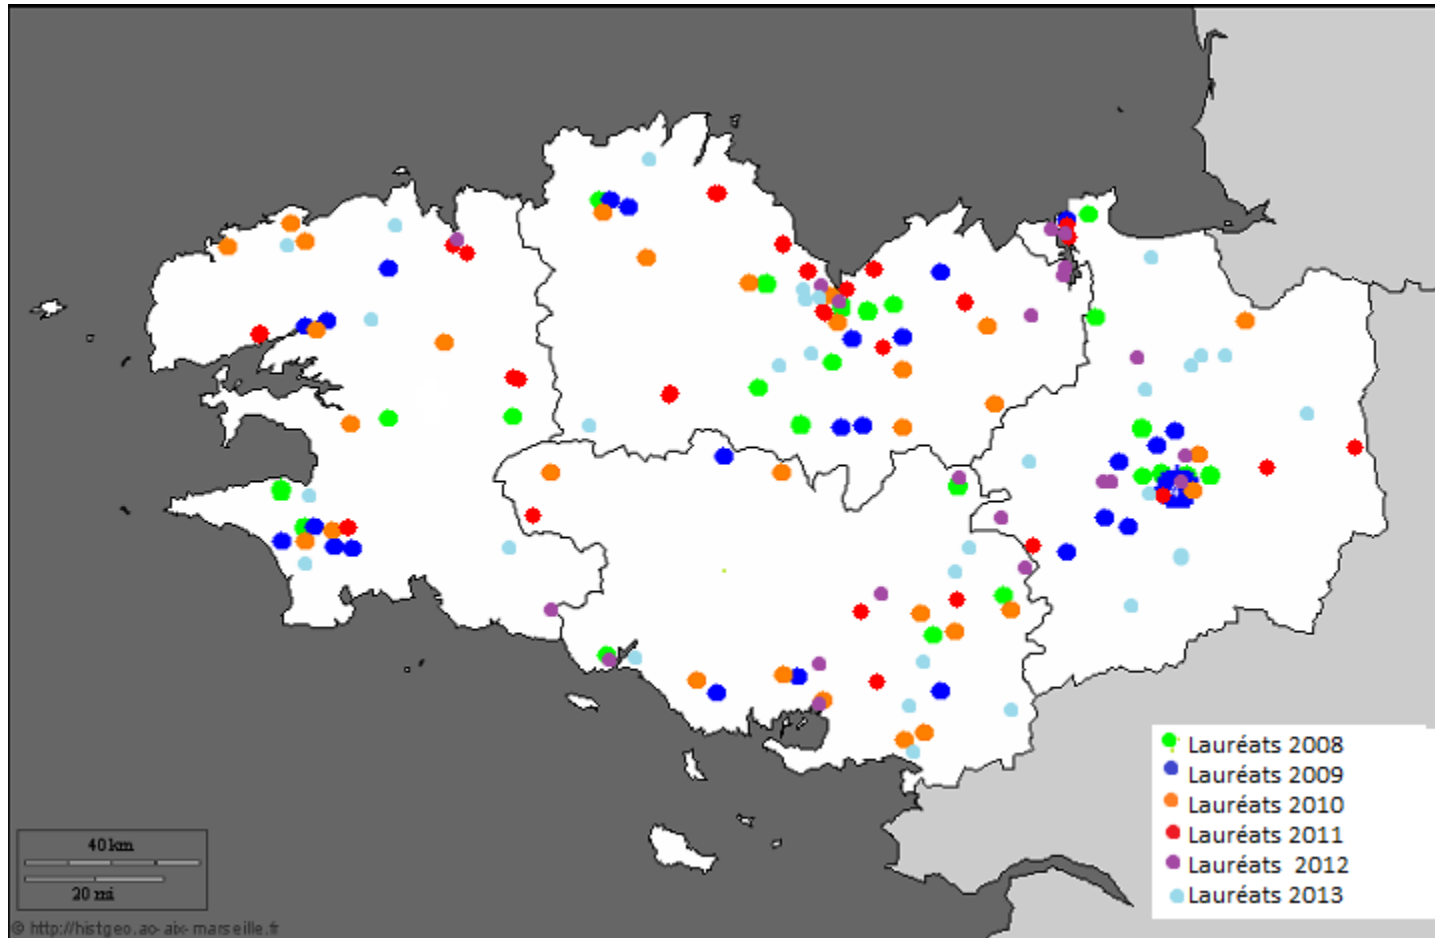 Lauréats 2008
Lauréats 2009
Lauréats 2010
Lauréats 2011
Lauréats 2012
Lauréats 2013
40 km
20 mi
© http://histgeo.ac-aix-marseille.fr